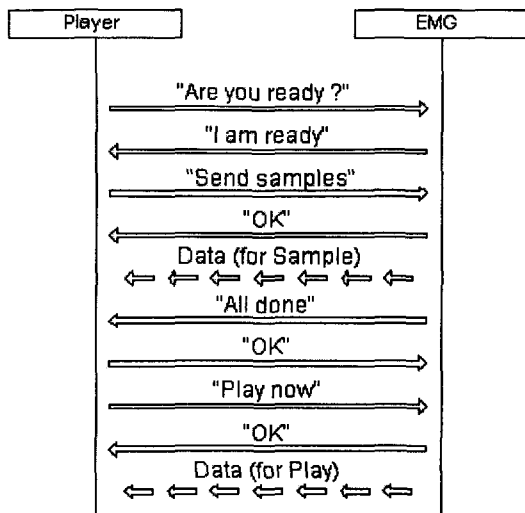 Player
EMG
"Are you ready ?"
"I am ready"
"Send samples"
"OK"
Data (for Sample)
"All done"
"OK"
"Play now"
"OK"
Data (for Play)